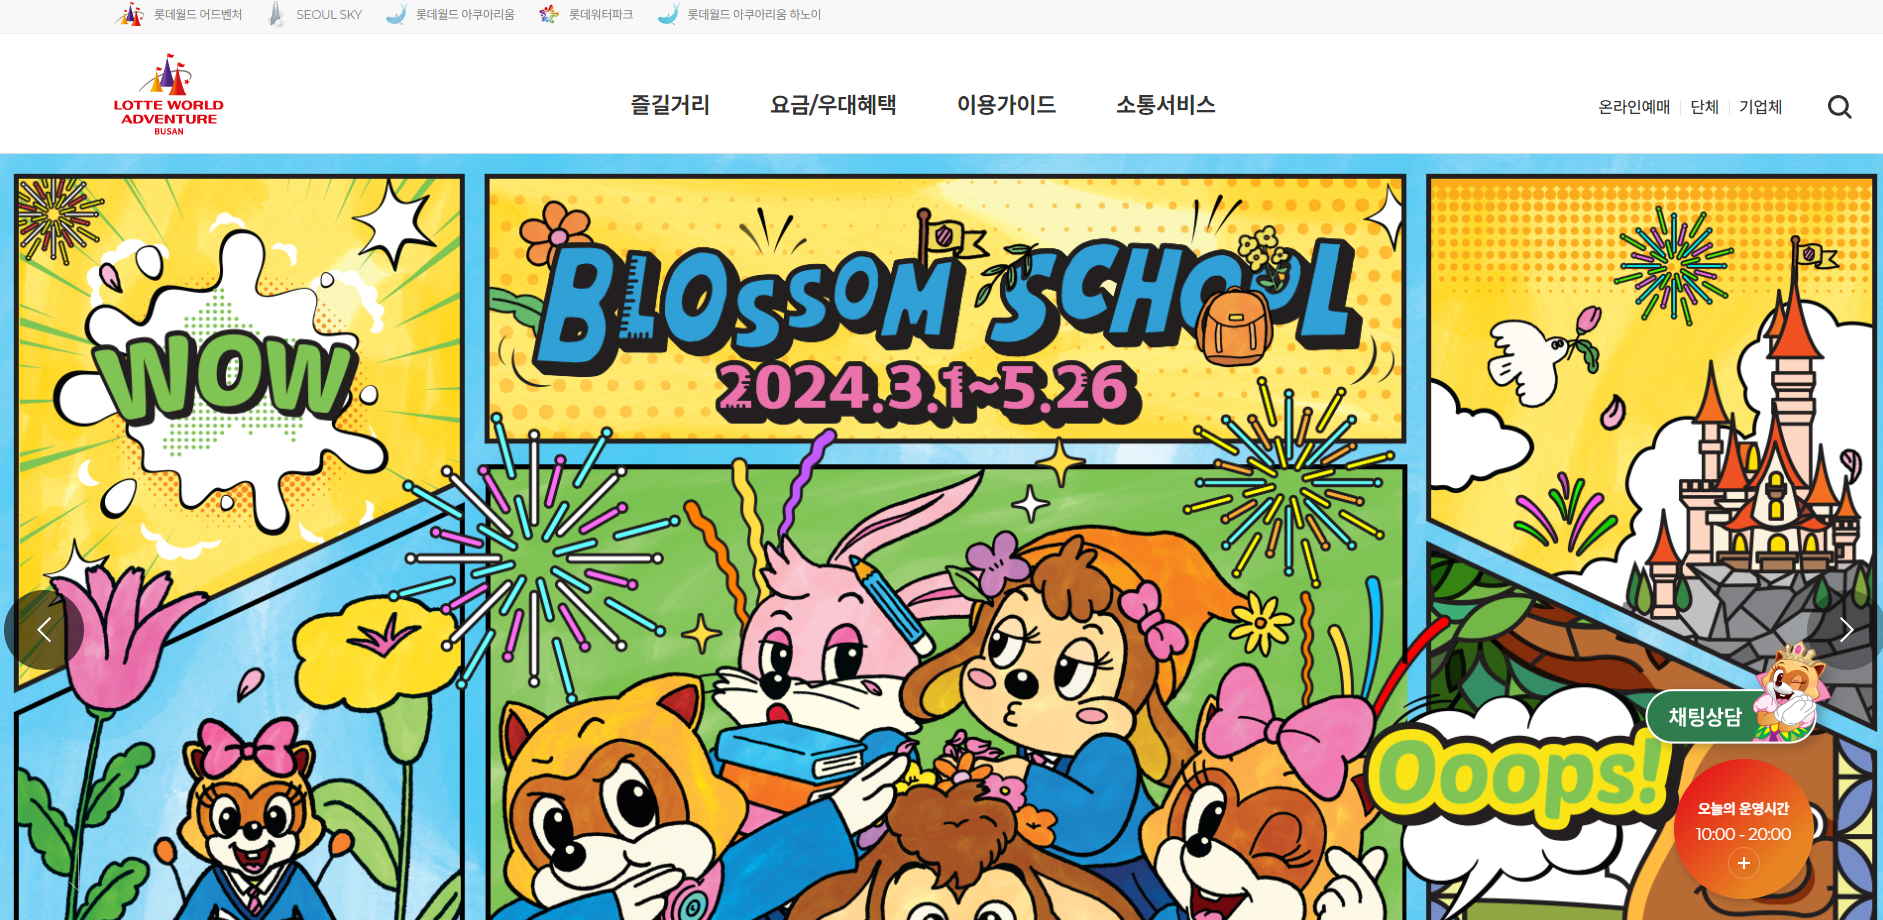 롯데월드 어드벤처
SEOUL SKY
롯데월드 아쿠아리움
롯데워터파크
롯데월드 아쿠아리움 하노이
LOTTE WORLD
ADVENTURE
BUSAN
즐길거리
요금/우대혜택
이용가이드
소통서비스
온라인예매
단체
기업체
WOW
BLOSSOM SCHOOL
2024.3.1~5.26
채팅상담
Ooops!
오늘의 운영시간
10:00 - 20:00
+